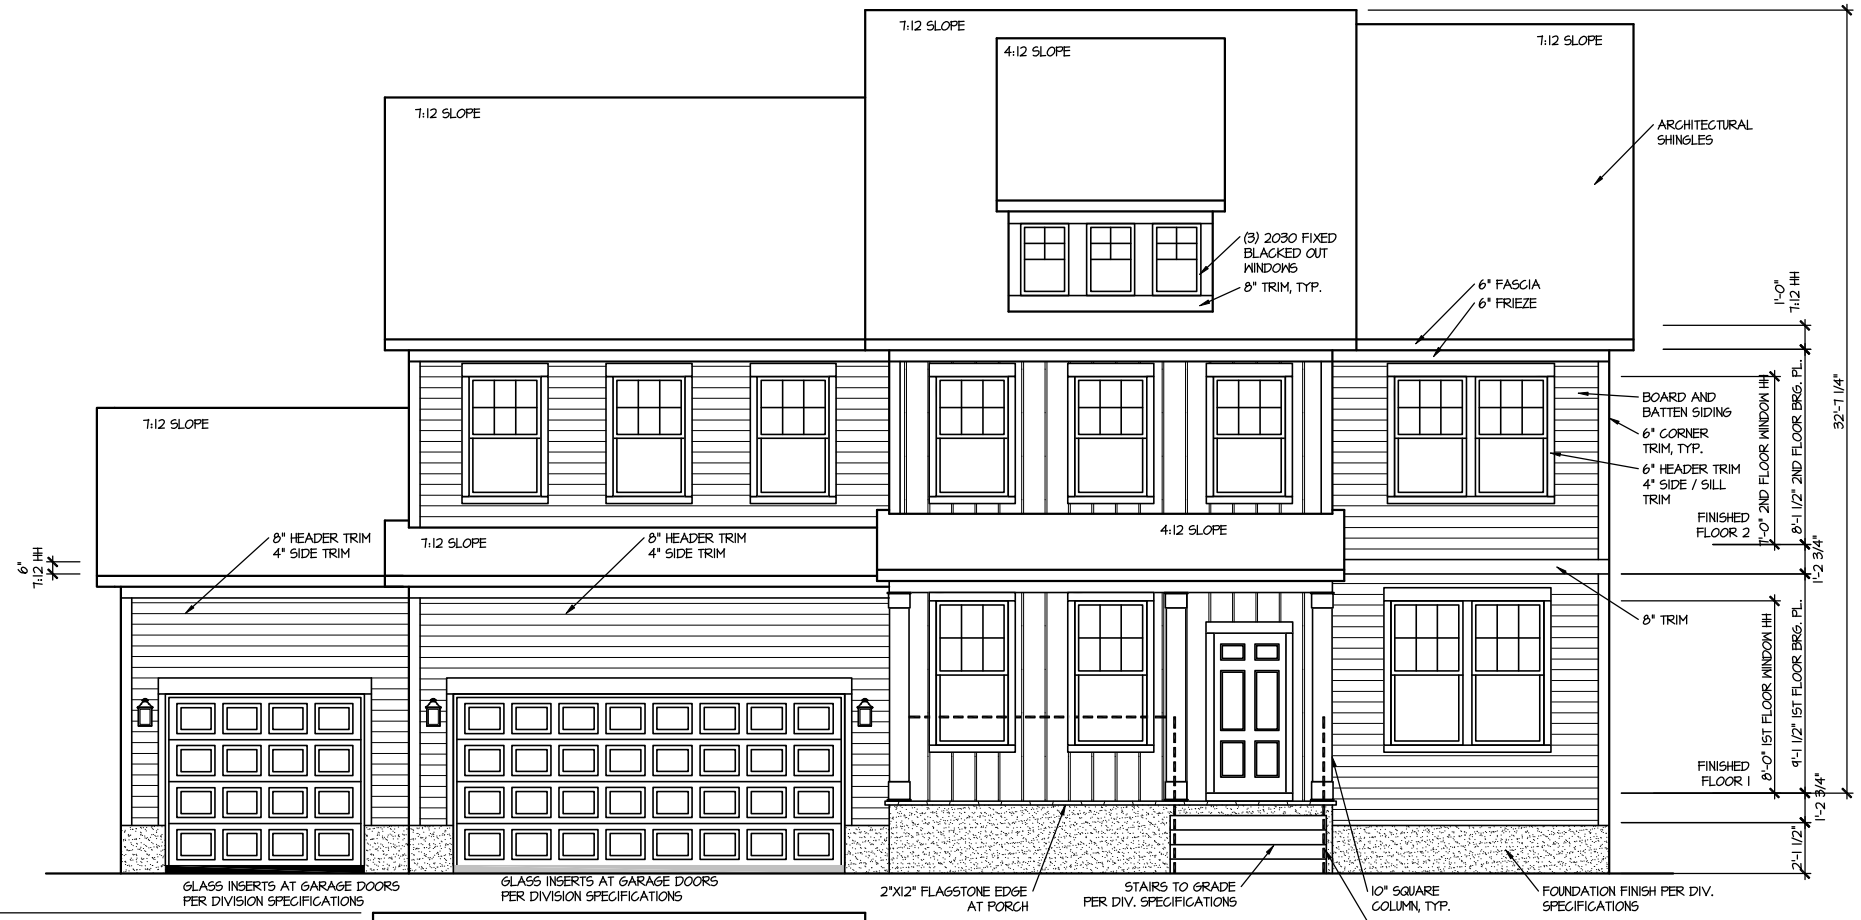 7:12 SLOPE
4:12 SLOPE
7:12 SLOPE
7:12 SLOPE
ARCHITECTURAL
SHINGLES
(3) 2030 FIXED
BLACKED OUT
WINDOWS
8" TRIM, TYP.
6" FASCIA
6" FRIEZE
1'-0"
7:12 HH
32'-7 1/4"
BOARD AND
BATTEN SIDING
6" CORNER
TRIM, TYP.
6" HEADER TRIM
4" SIDE / SILL
TRIM
7'-0" 2ND FLOOR WINDOW HH
8'-1 1/2" 2ND FLOOR BRG. PL.
FINISHED
FLOOR 2
7:12 SLOPE
8" HEADER TRIM
4" SIDE TRIM
7:12 SLOPE
8" HEADER TRIM
4" SIDE TRIM
4:12 SLOPE
6"
7:12 HH
1'-2 3/4"
8" TRIM
8'-0" 1ST FLOOR WINDOW HH
9'-1 1/2" 1ST FLOOR BRG. PL.
FINISHED
FLOOR 1
1'-2 3/4"
2'-1 1/2"
GLASS INSERTS AT GARAGE DOORS
PER DIVISION SPECIFICATIONS
GLASS INSERTS AT GARAGE DOORS
PER DIVISION SPECIFICATIONS
2"X12" FLAGSTONE EDGE
AT PORCH
STAIRS TO GRADE
PER DIV. SPECIFICATIONS
10" SQUARE
COLUMN, TYP.
FOUNDATION FINISH PER DIV.
SPECIFICATIONS